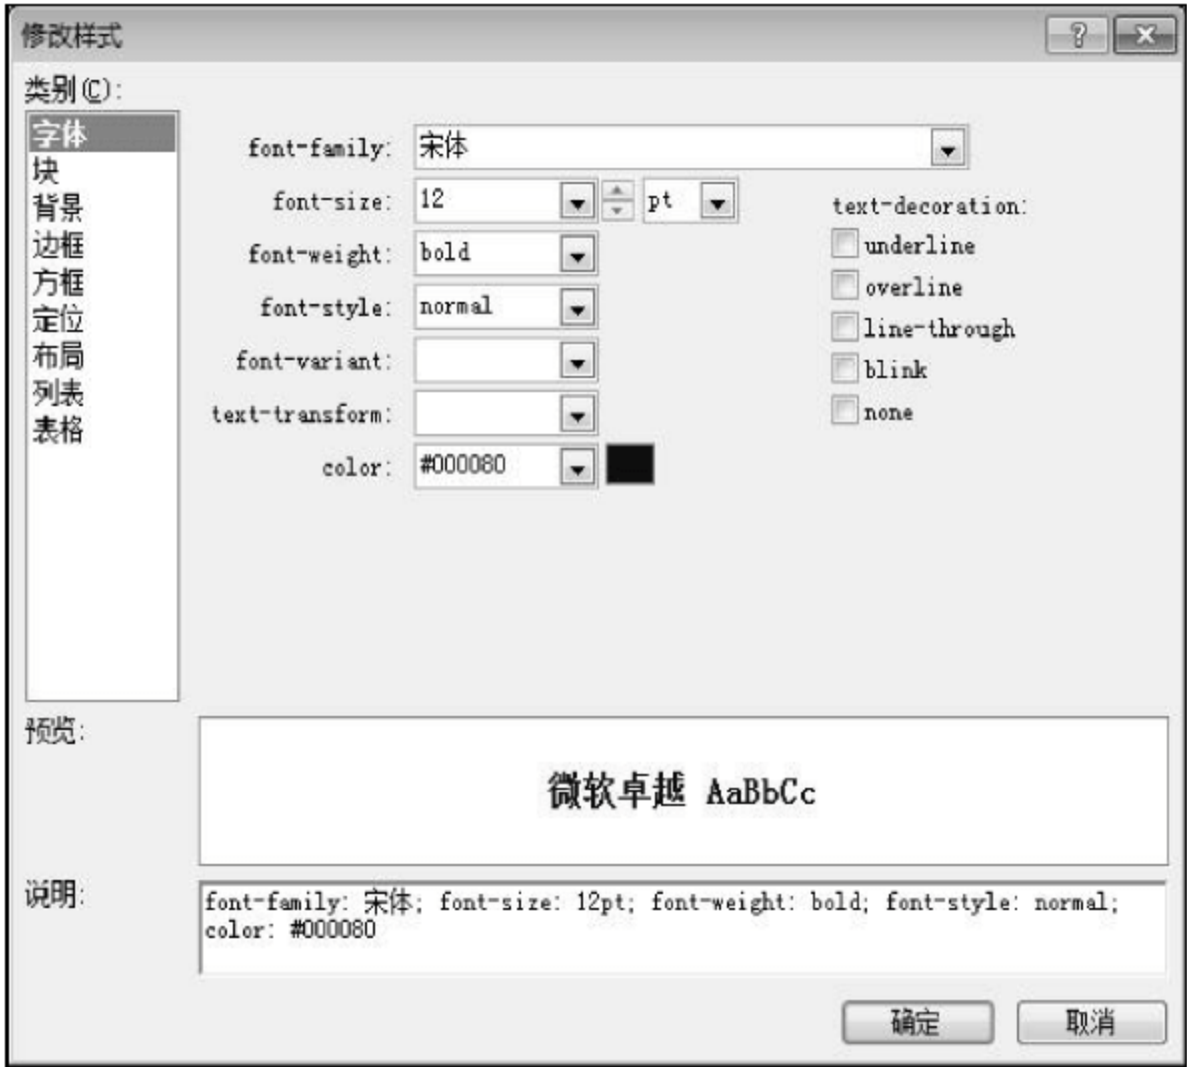 修改样式
类别(C):
字体
块
背景
边框
方框
定位
布局
列表
表格
font-family: 宋体
font-size: 12 pt
font-weight: bold
font-style: normal
font-variant:
text-transform:
color: #000080
text-decoration:
underline
overline
line-through
blink
none
预览:
微软卓越 AaBbCc
说明:
font-family: 宋体; font-size: 12pt; font-weight: bold; font-style: normal;
color: #000080
确定 取消